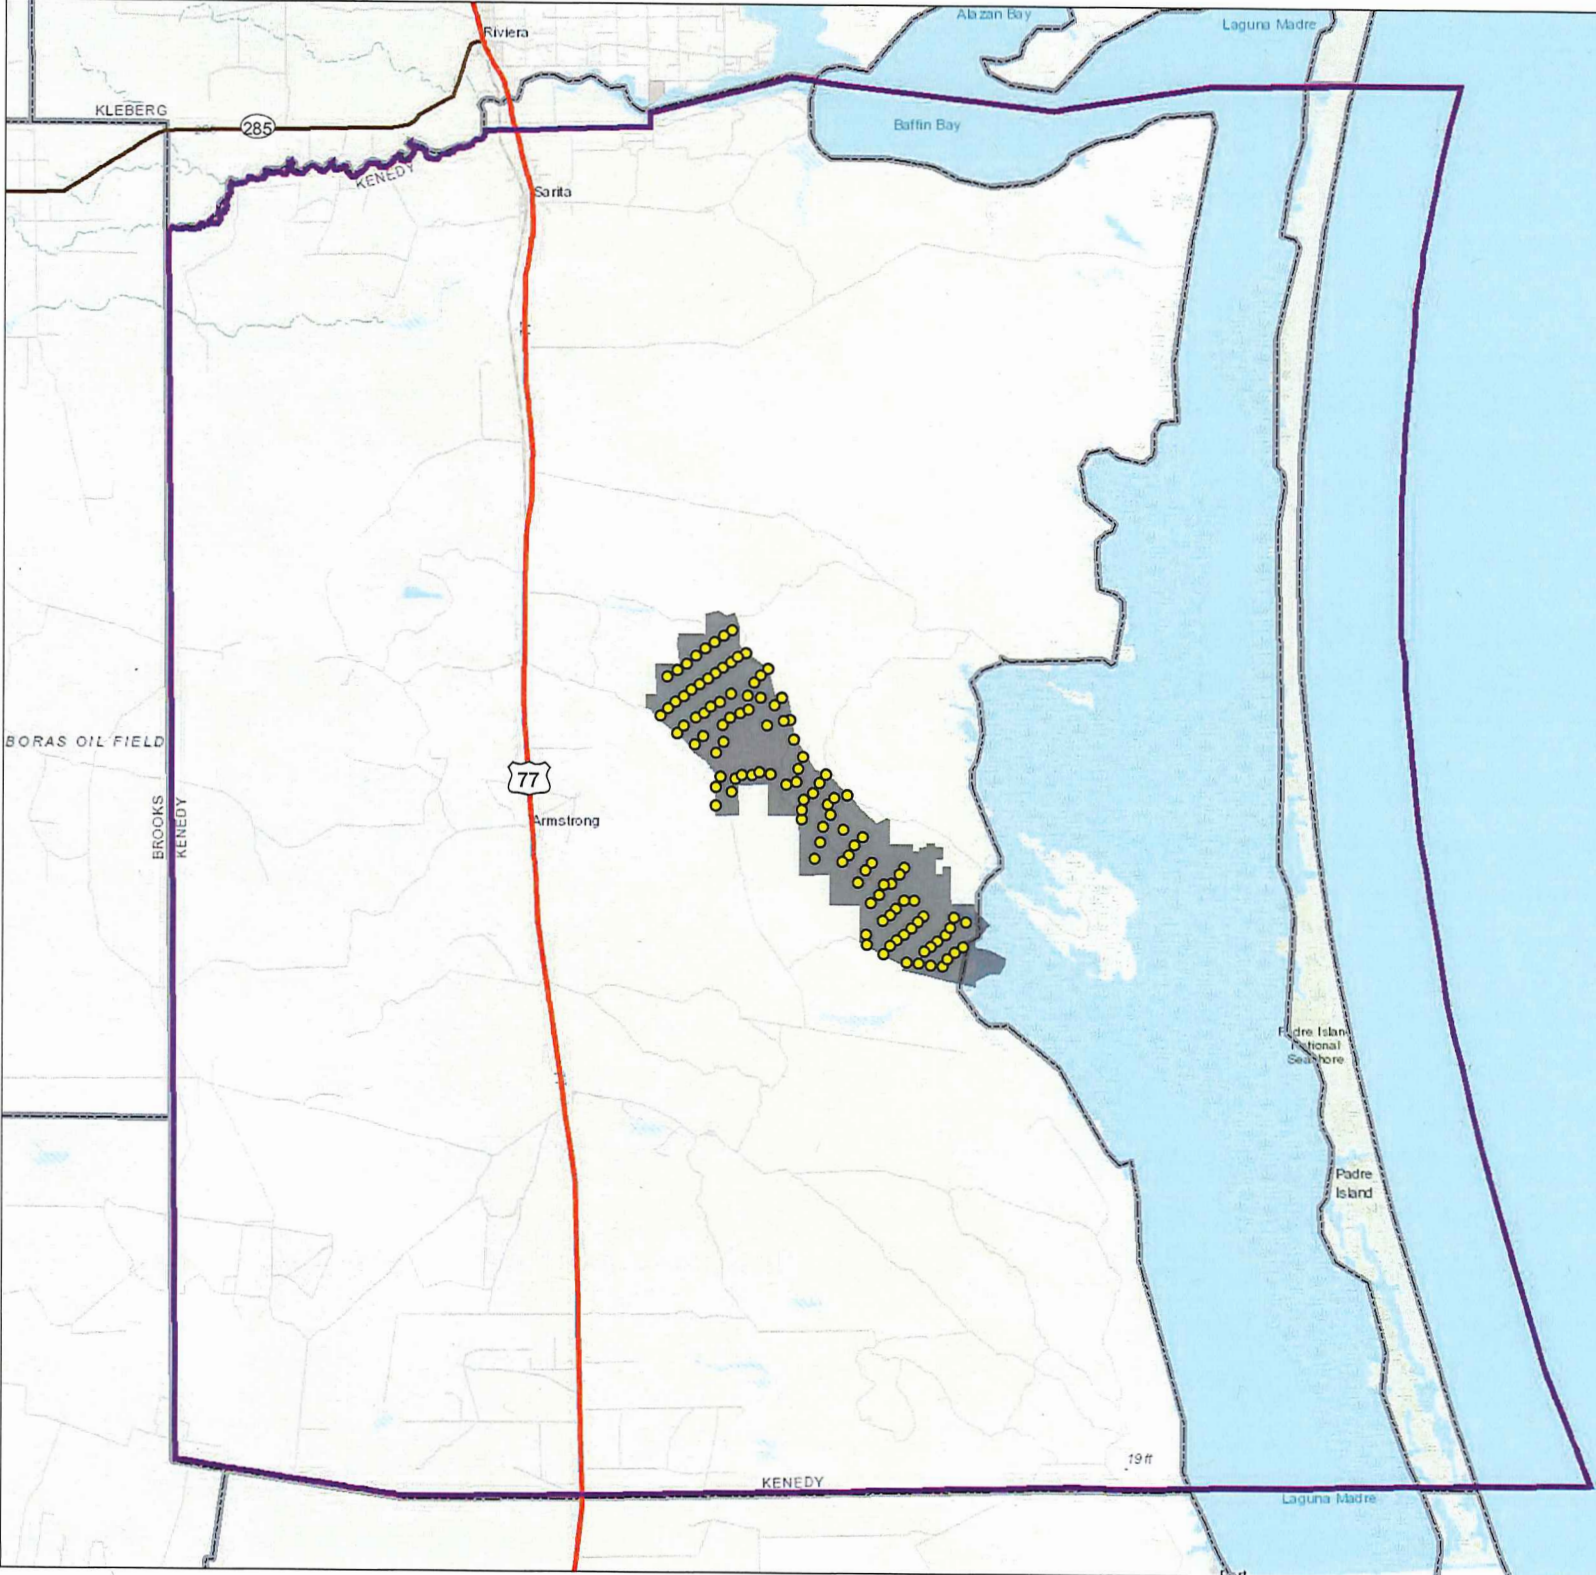 Alazan Bay
Laguna Madre
Riviera
KLEBERG
285
Baffin Bay
KENEDY
Sarita
BORAS OIL FIELD
77
Armstrong
BROOKS
KENEDY
Padre Island
National
Seashore
Padre
Island
19 ft
KENEDY
Laguna Madre